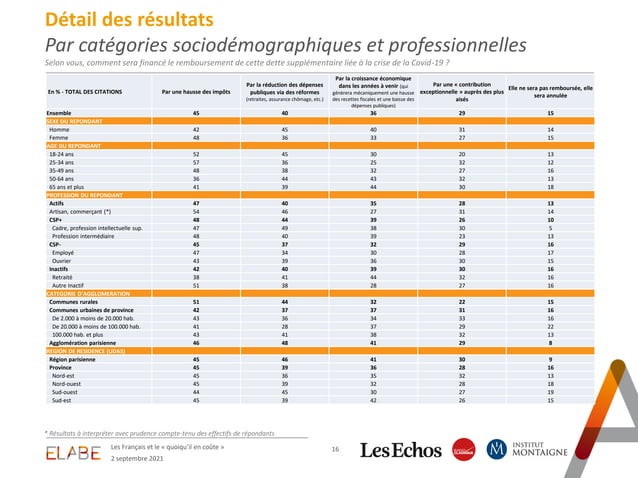 Détail des résultats
Par catégories sociodémographiques et professionnelles
Selon vous, comment sera financé le remboursement de cette dette supplémentaire liée à la crise de la Covid-19 ?
En % - TOTAL DES CITATIONS Par une hausse des impôts Par la réduction des dépenses publiques via des réformes (retraites, assurance chômage, etc.) Par la croissance économique dans les années à venir (qui génèrera mécaniquement une hausse des recettes fiscales et une baisse des dépenses publiques) Par une « contribution exceptionnelle » auprès des plus aisés Elle ne sera pas remboursée, elle sera annulée
Ensemble 45 40 36 29 15
SEXE DU REPONDANT
Homme 42 45 40 31 14
Femme 48 36 33 27 15
AGE DU REPONDANT
18-24 ans 52 45 30 20 13
25-34 ans 57 36 25 32 12
35-49 ans 48 38 32 27 16
50-64 ans 36 44 43 32 13
65 ans et plus 41 39 44 30 18
PROFESSION DU REPONDANT
Actifs 47 40 35 28 13
Artisan, commerçant (*) 54 46 27 31 14
CSP+ 48 44 39 26 10
Cadre, profession intellectuelle sup. 47 49 38 30 5
Profession intermédiaire 48 40 39 23 13
CSP- 45 37 32 29 16
Employé 47 34 30 28 17
Ouvrier 43 39 36 30 15
Inactifs 42 40 39 30 16
Retraité 38 41 44 32 16
Autre Inactif 51 38 28 27 16
CATEGORIE D'AGGLOMERATION
Communes rurales 51 44 32 22 15
Communes urbaines de province 42 37 37 31 16
De 2.000 à moins de 20.000 hab. 43 36 34 33 16
De 20.000 à moins de 100.000 hab. 41 28 37 29 22
100.000 hab. et plus 43 41 38 32 13
Agglomération parisienne 46 48 41 29 8
REGION DE RESIDENCE (UDA5)
Région parisienne 45 46 41 30 9
Province 45 39 36 28 16
Nord-est 45 36 35 32 13
Nord-ouest 45 39 32 28 18
Sud-ouest 44 45 30 27 19
Sud-est 45 39 42 26 15
* Résultats à interpréter avec prudence compte-tenu des effectifs de répondants
ELABE
Les Français et le « quoiqu'il en coûte »
2 septembre 2021
16
LesEchos
RADIO CLASSIQUE
M
INSTITUT
MONTAIGNE